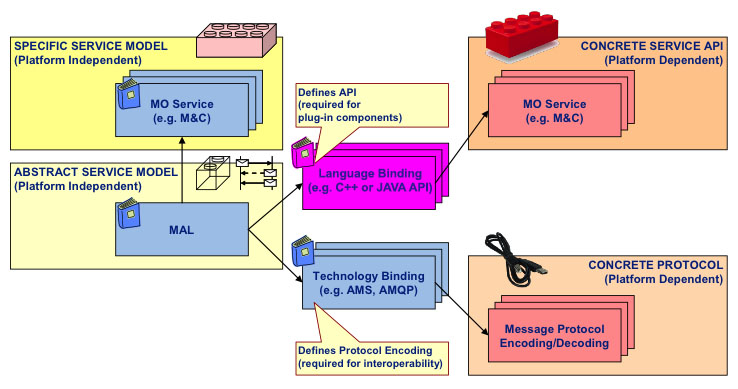 SPECIFIC SERVICE MODEL
(Platform Independent)
MO Service
(e.g. M&C)
ABSTRACT SERVICE MODEL
(Platform Independent)
MAL
Defines API
(required for
plug-in components)
Language Binding
(e.g. C++ or JAVA API)
Technology Binding
(e.g. AMS, AMQP)
Defines Protocol Encoding
(required for interoperability)
CONCRETE SERVICE API
(Platform Dependent)
MO Service
(e.g. M&C)
CONCRETE PROTOCOL
(Platform Dependent)
Message Protocol
Encoding/Decoding